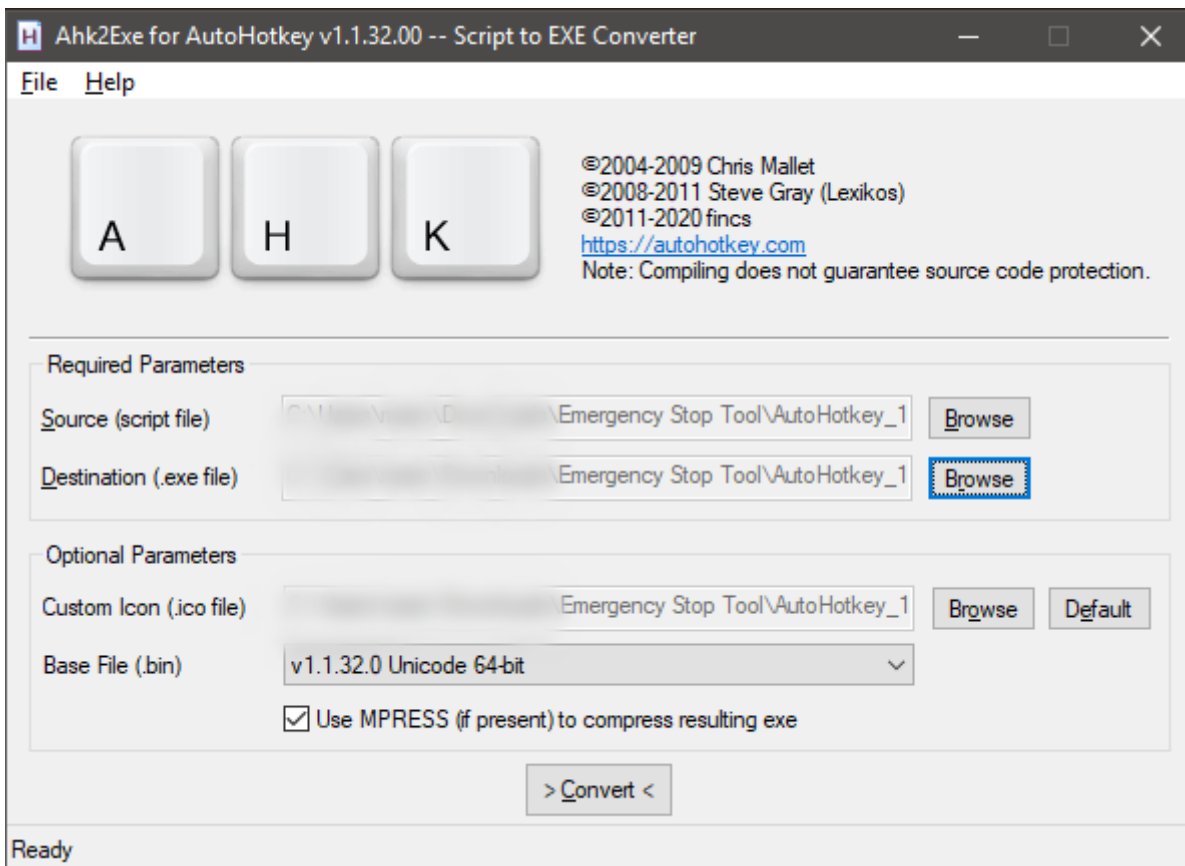 H Ahk2Exe for AutoHotkey v1.1.32.00 -- Script to EXE Converter
File Help
A H K
©2004-2009 Chris Mallet
©2008-2011 Steve Gray (Lexikos)
©2011-2020 fincs
https://autohotkey.com
Note: Compiling does not guarantee source code protection.
Required Parameters
Source (script file) \Emergency Stop Tool\AutoHotkey_1 Browse
Destination (.exe file) \Emergency Stop Tool\AutoHotkey_1 Browse
Optional Parameters
Custom Icon (.ico file) Emergency Stop Tool\AutoHotkey_1 Browse Default
Base File (.bin) v1.1.32.0 Unicode 64-bit
Use MPRESS (if present) to compress resulting exe
> Convert <
Ready